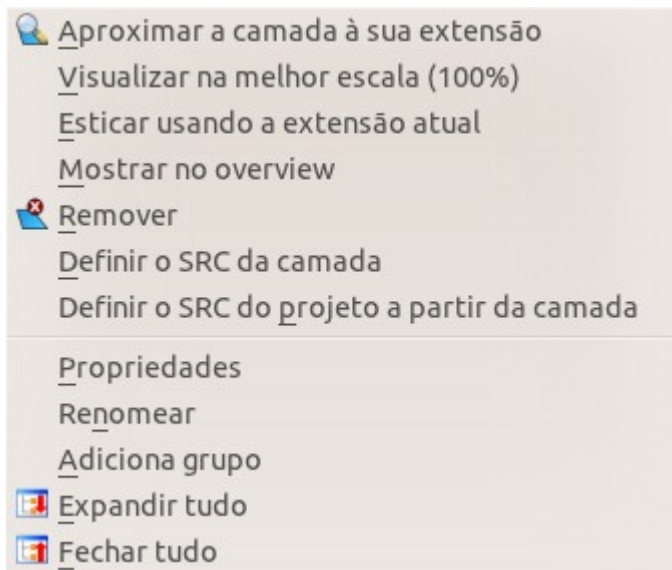 Aproximar a camada à sua extensão
Visualizar na melhor escala (100%)
Esticar usando a extensão atual
Mostrar no overview
Remover
Definir o SRC da camada
Definir o SRC do projeto a partir da camada
Propriedades
Renomear
Adiciona grupo
Expandir tudo
Fechar tudo